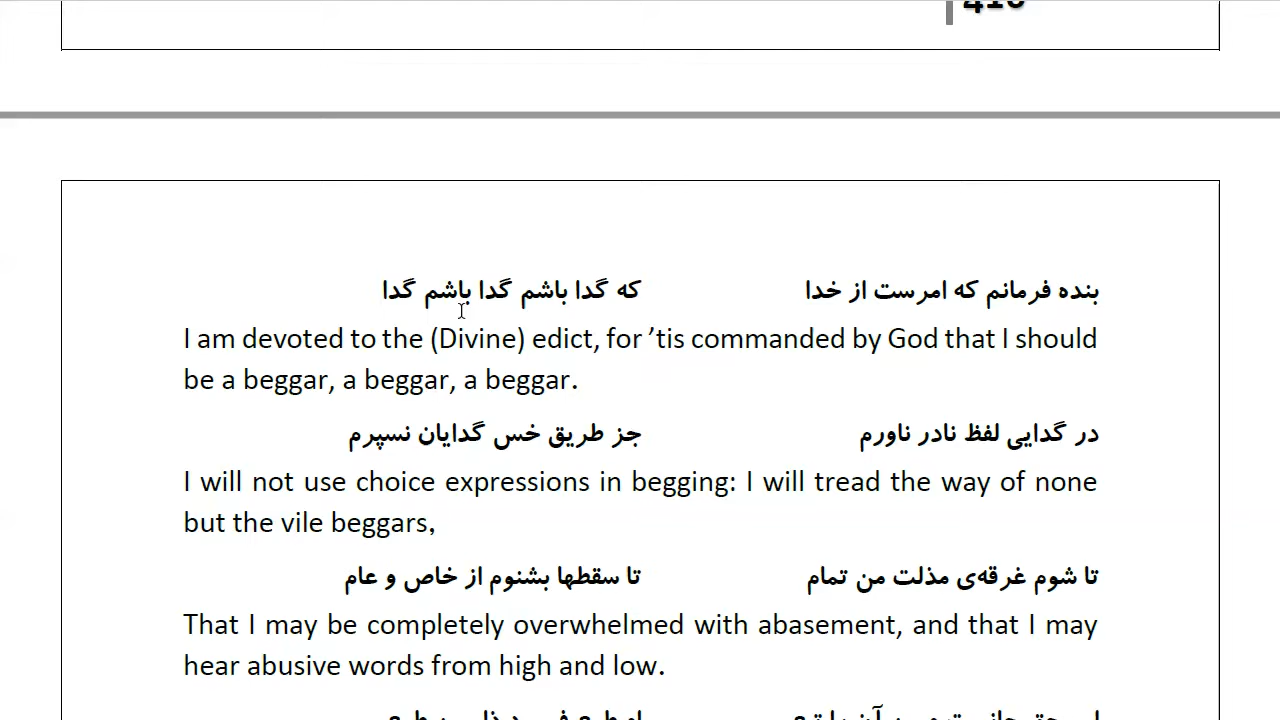 بنده فرمانم که امرست از خدا که گدا باشم گدا باشم گدا
I am devoted to the (Divine) edict, for ’tis commanded by God that I should
be a beggar, a beggar, a beggar.
در گدایی لفظ نادر ناورم جز طریق خس گدایان نسپرم
I will not use choice expressions in begging: I will tread the way of none
but the vile beggars,
تا شوم غرقه‌ی مذلت من تمام تا سقطها بشنوم از خاص و عام
That I may be completely overwhelmed with abasement, and that I may
hear abusive words from high and low.